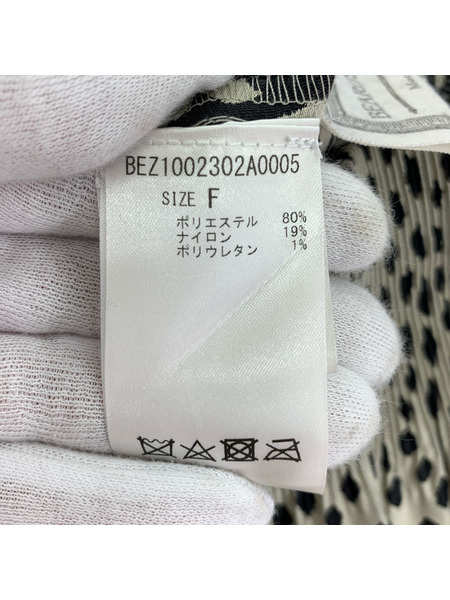 BEZ1002302A0005
SIZE F
ポリエステル 80%
ナイロン 19%
ポリウレタン 1%